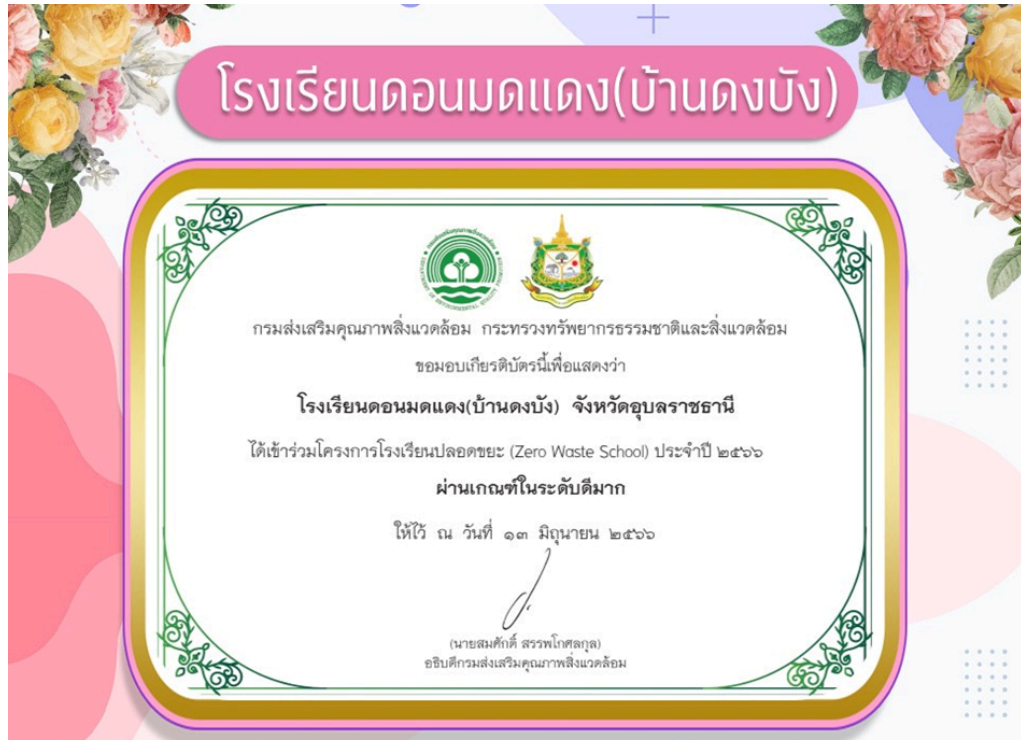 โรงเรียนดอนมดแดง(บ้านดงบัง)
กรมส่งเสริมคุณภาพสิ่งแวดล้อม กระทรวงทรัพยากรธรรมชาติและสิ่งแวดล้อม
ขอมอบเกียรติบัตรนี้เพื่อแสดงว่า
โรงเรียนดอนมดแดง(บ้านดงบัง) จังหวัดอุบลราชธานี
ได้เข้าร่วมโครงการโรงเรียนปลอดขยะ (Zero Waste School) ประจำปี ๒๕๖๖
ผ่านเกณฑ์ในระดับดีมาก
ให้ไว้ ณ วันที่ ๑๓ มิถุนายน ๒๕๖๖
(นายสมศักดิ์ สรรพโกศลกุล)
อธิบดีกรมส่งเสริมคุณภาพสิ่งแวดล้อม